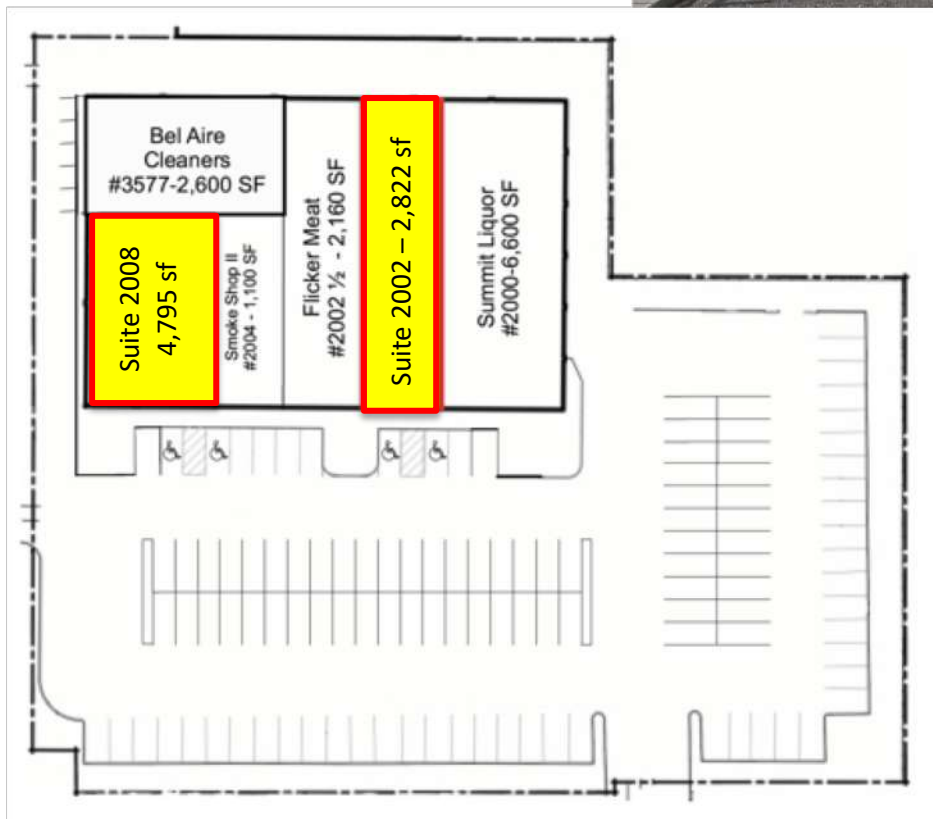 Bel Aire
Cleaners
#3577-2,600 SF
Suite 2008
4,795 sf
Smoke Shop II
#2004 - 1,100 SF
Flicker Meat
#2002 ½ - 2,160 SF
Suite 2002 – 2,822 sf
Summit Liquor
#2000-6,600 SF